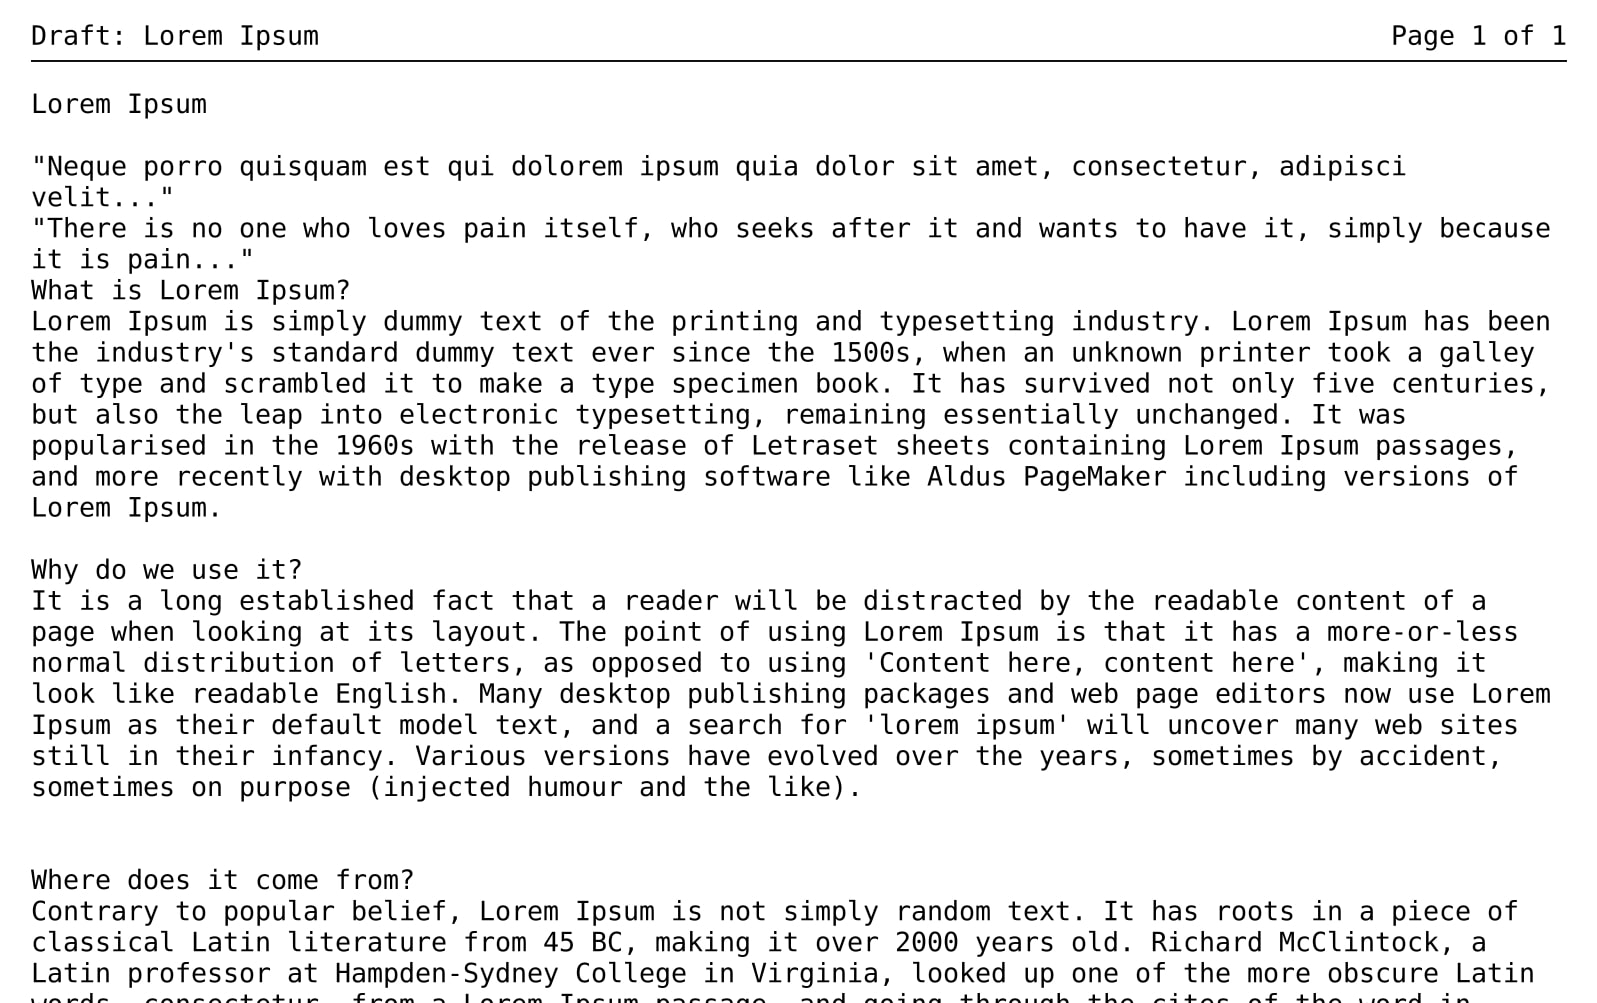 Draft: Lorem Ipsum Page 1 of 1
Lorem Ipsum
"Neque porro quisquam est qui dolorem ipsum quia dolor sit amet, consectetur, adipisci
velit..."
"There is no one who loves pain itself, who seeks after it and wants to have it, simply because
it is pain..."
What is Lorem Ipsum?
Lorem Ipsum is simply dummy text of the printing and typesetting industry. Lorem Ipsum has been
the industry's standard dummy text ever since the 1500s, when an unknown printer took a galley
of type and scrambled it to make a type specimen book. It has survived not only five centuries,
but also the leap into electronic typesetting, remaining essentially unchanged. It was
popularised in the 1960s with the release of Letraset sheets containing Lorem Ipsum passages,
and more recently with desktop publishing software like Aldus PageMaker including versions of
Lorem Ipsum.
Why do we use it?
It is a long established fact that a reader will be distracted by the readable content of a
page when looking at its layout. The point of using Lorem Ipsum is that it has a more-or-less
normal distribution of letters, as opposed to using 'Content here, content here', making it
look like readable English. Many desktop publishing packages and web page editors now use Lorem
Ipsum as their default model text, and a search for 'lorem ipsum' will uncover many web sites
still in their infancy. Various versions have evolved over the years, sometimes by accident,
sometimes on purpose (injected humour and the like).
Where does it come from?
Contrary to popular belief, Lorem Ipsum is not simply random text. It has roots in a piece of
classical Latin literature from 45 BC, making it over 2000 years old. Richard McClintock, a
Latin professor at Hampden-Sydney College in Virginia, looked up one of the more obscure Latin
words, consectetur, from a Lorem Ipsum passage, and going through the cites of the word in